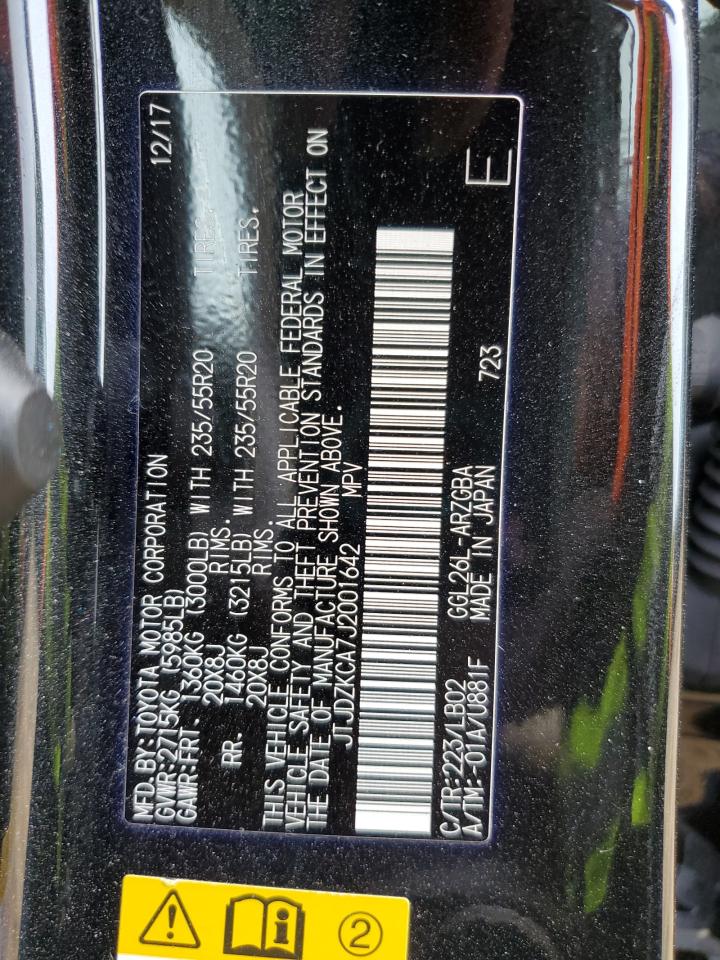 MFD. BY: TOYOTA MOTOR CORPORATION 12/17
GVWR: 2715KG (5985LB)
GAWR: FRT. 1360KG (3000LB) WITH 235/55R20 TIRES.
20X8J RIMS.
RR. 1460KG (3215LB) WITH 235/55R20 TIRES.
20X8J RIMS.
THIS VEHICLE CONFORMS TO ALL APPLICABLE FEDERAL MOTOR
VEHICLE SAFETY AND THEFT PREVENTION STANDARDS IN EFFECT ON
THE DATE OF MANUFACTURE SHOWN ABOVE.
JTJDZKCA7J2001642 MPV
C/TR: 223/LB02 GGL26L-ARZGBA 723 E
A/TM: -01A/U881F MADE IN JAPAN
2